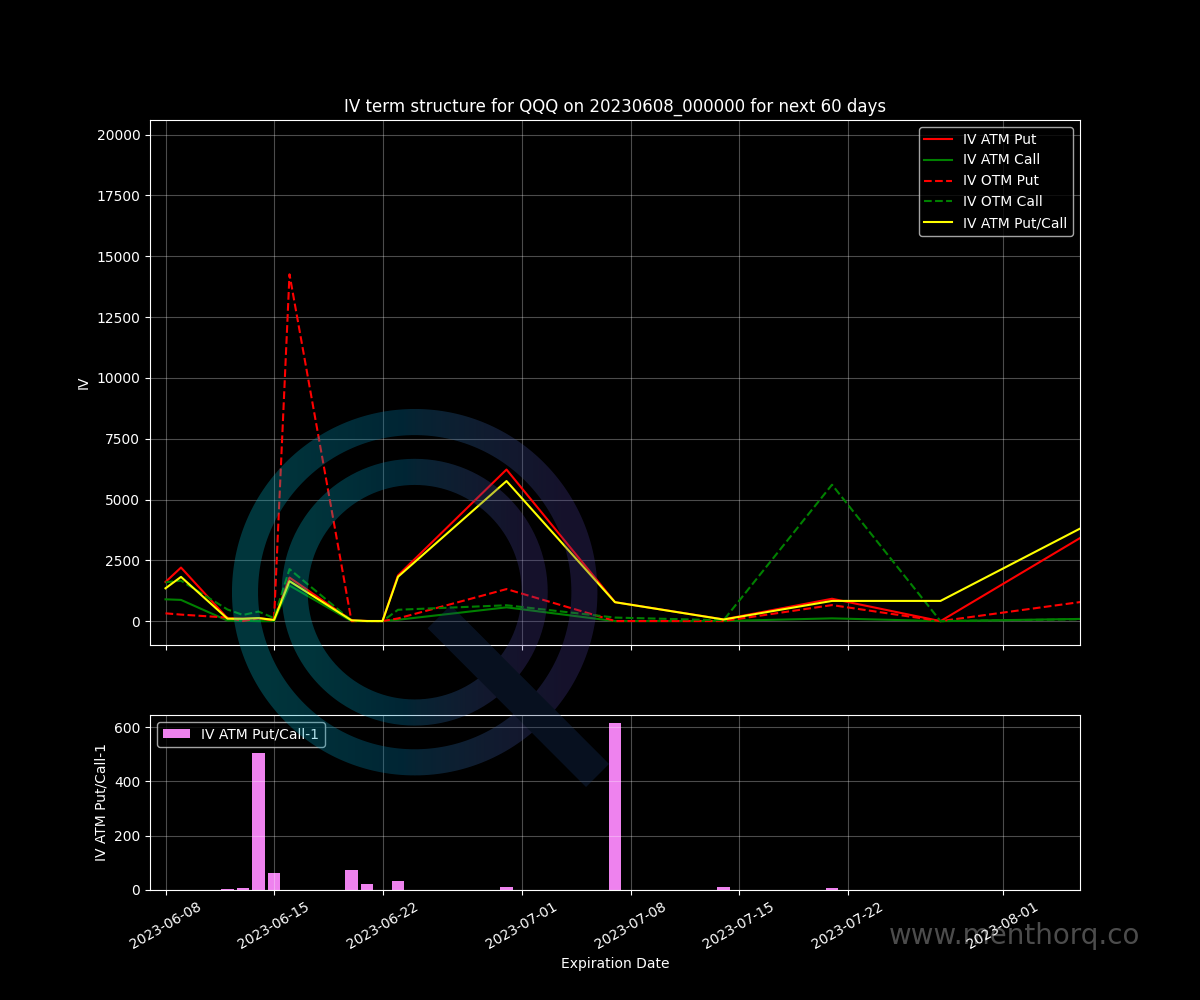 IV term structure for QQQ on 20230608_000000 for next 60 days
20000
17500
15000
12500
10000
7500
5000
2500
0
IV
IV ATM Put
IV ATM Call
IV OTM Put
IV OTM Call
IV ATM Put/Call
600
400
200
0
IV ATM Put/Call-1
IV ATM Put/Call-1
2023-06-08
2023-06-15
2023-06-22
2023-07-01
2023-07-08
2023-07-15
2023-07-22
2023-08-01
www.menthorq.co
Expiration Date